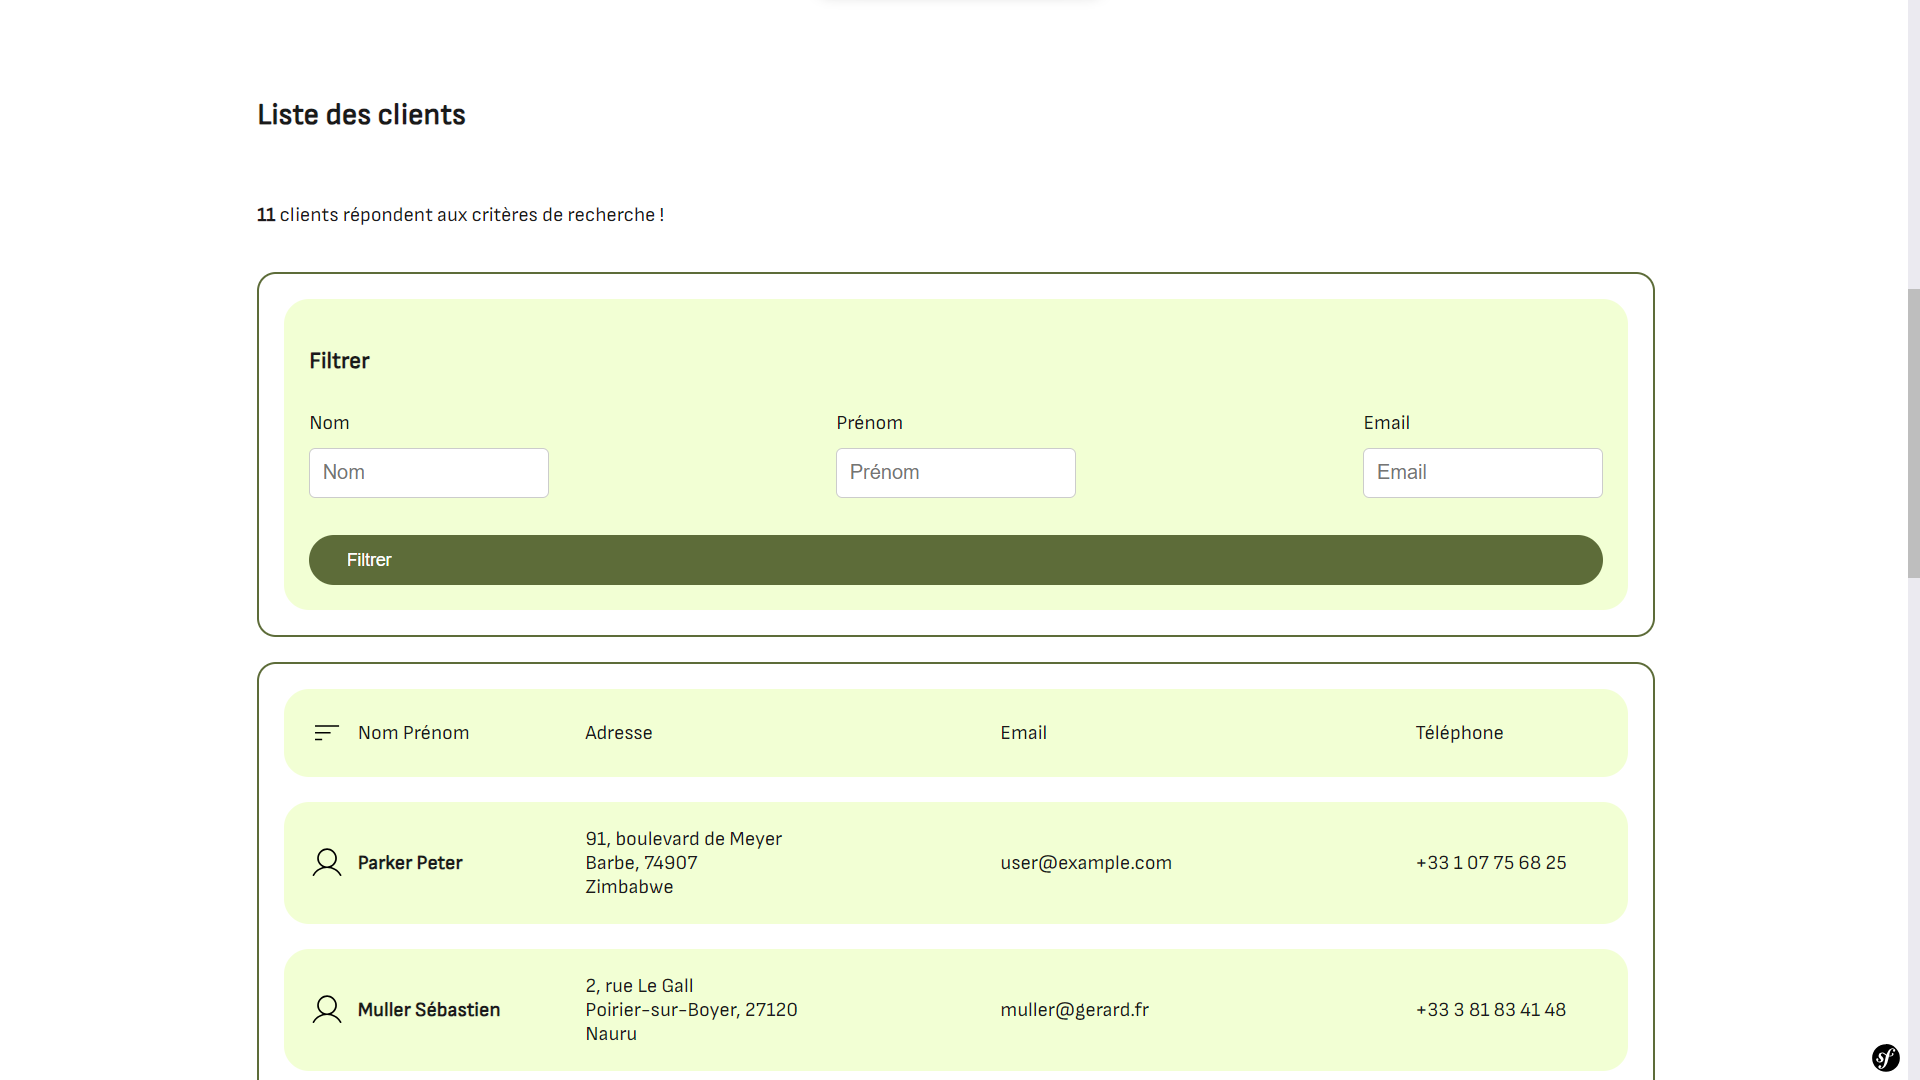 Liste des clients
11 clients répondent aux critères de recherche !
Filtrer
Nom Prénom Email
Nom Prénom Email
Filtrer
Nom Prénom Adresse Email Téléphone
Parker Peter
91, boulevard de Meyer
Barbe, 74907
Zimbabwe
user@example.com
+33 1 07 75 68 25
Muller Sébastien
2, rue Le Gall
Poirier-sur-Boyer, 27120
Nauru
muller@gerard.fr
+33 3 81 83 41 48
sf